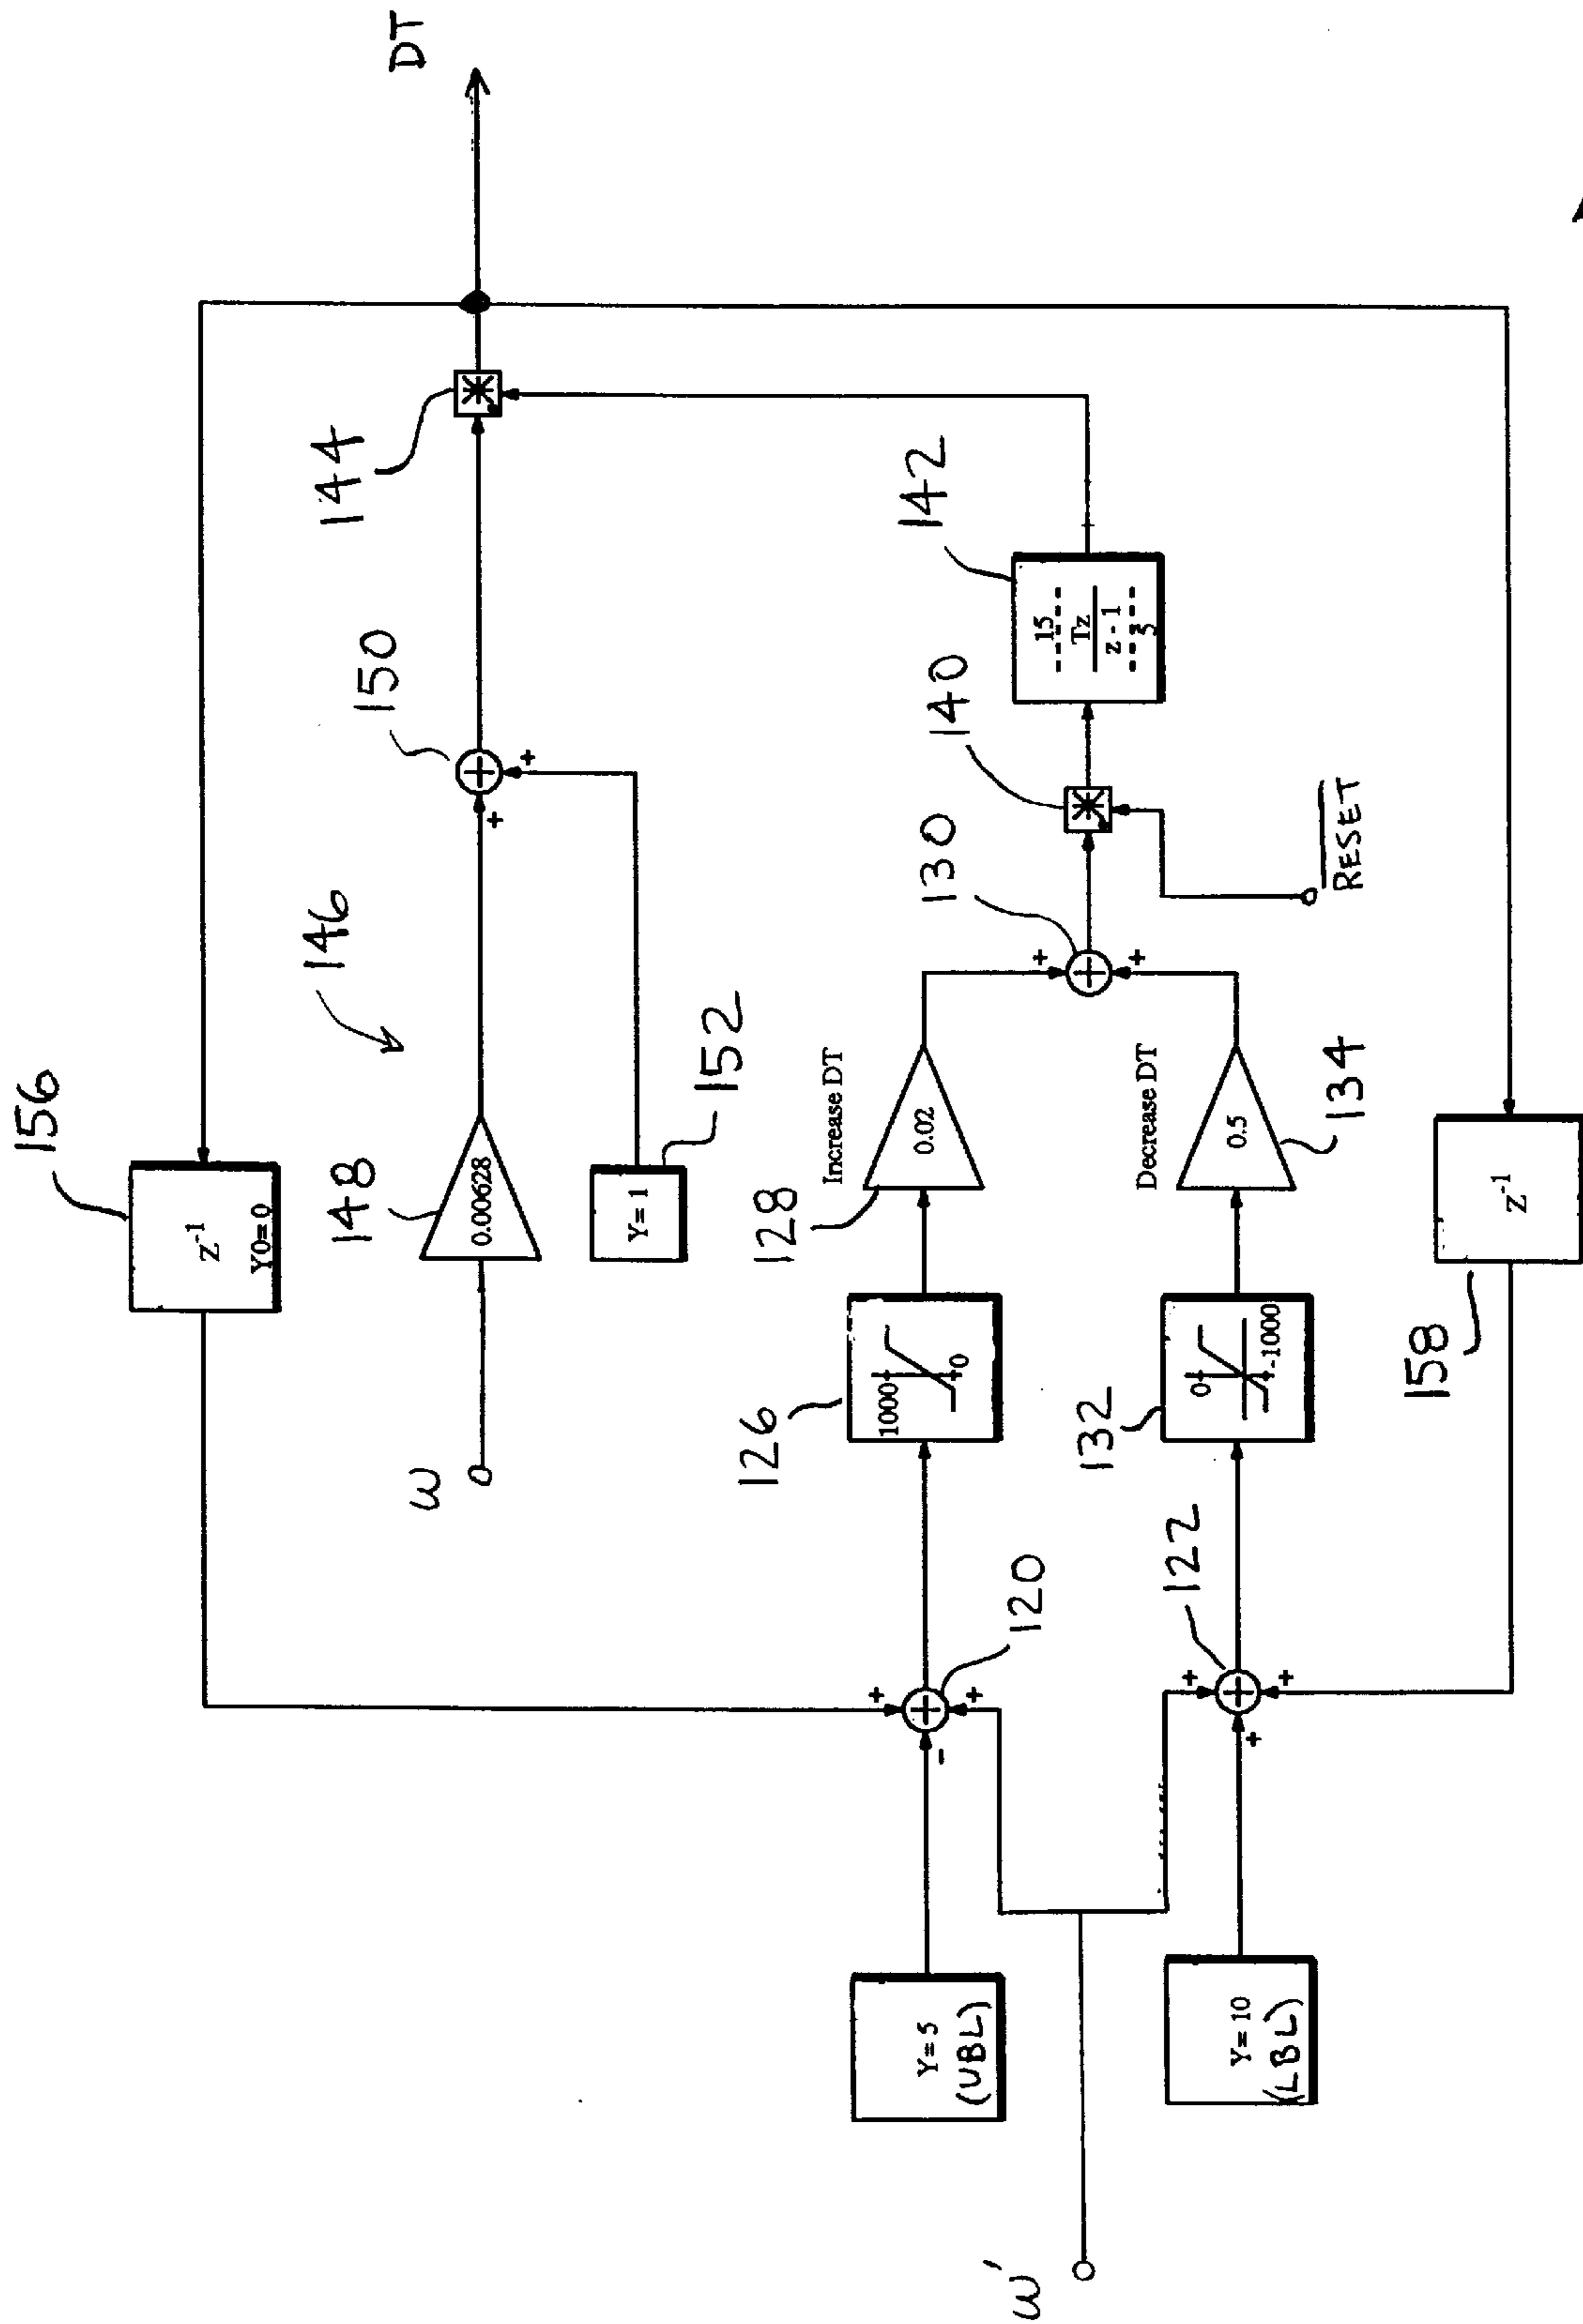 DT
156
z⁻¹
Y0= 0
144
150
146
148
0.00628
ω
Y= 1
152
142
15
Tz
z - 1
5
140
130
RESET
Increase DT
128
0.02
Decrease DT
0.5
134
126
1000
0
132
0
-1000
158
z⁻¹
120
122
Y= 5
(UBL)
Y= 10
(LBL)
ω'
+
+
+
+
+
+
-
+
+
+